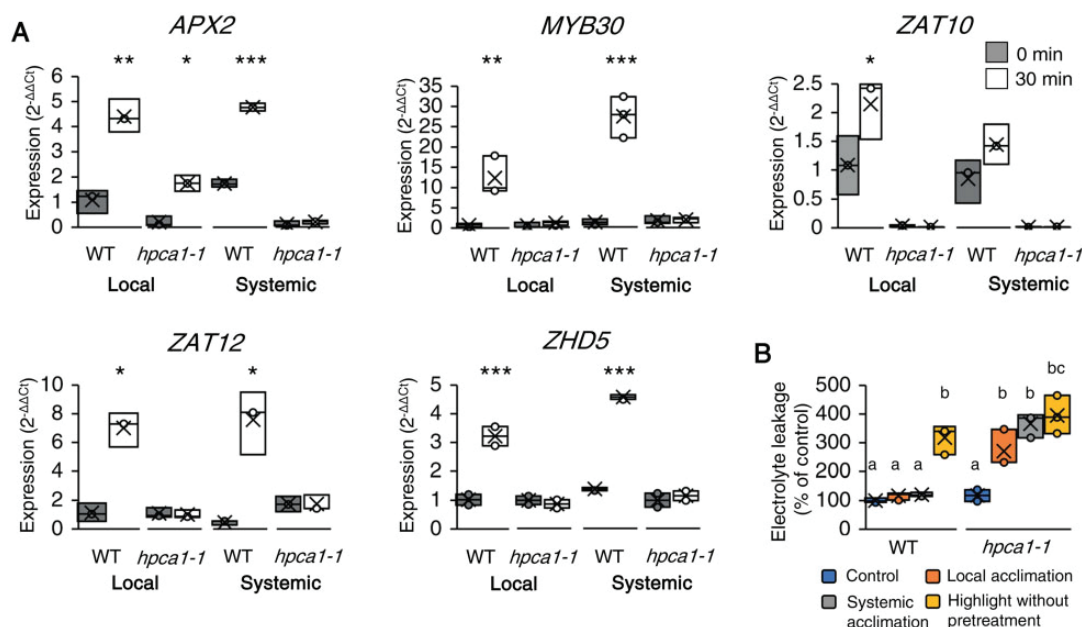 A
APX2
** * ***
Expression (2-ΔΔCt)
6
5
4
3
2
1
0
WT hpca1-1 WT hpca1-1
Local Systemic
MYB30
** ***
Expression (2-ΔΔCt)
35
30
25
20
15
10
5
0
WT hpca1-1 WT hpca1-1
Local Systemic
ZAT10
*
0 min
30 min
Expression (2-ΔΔCt)
2.5
2
1.5
1
0.5
0
WT hpca1-1 WT hpca1-1
Local Systemic
ZAT12
* *
Expression (2-ΔΔCt)
10
8
6
4
2
0
WT hpca1-1 WT hpca1-1
Local Systemic
ZHD5
*** ***
Expression (2-ΔΔCt)
5
4
3
2
1
0
WT hpca1-1 WT hpca1-1
Local Systemic
B
Electrolyte leakage
(% of control)
500
400
300
200
100
0
a a a b a b b bc
WT hpca1-1
Control
Local acclimation
Systemic
acclimation
Highlight without
pretreatment